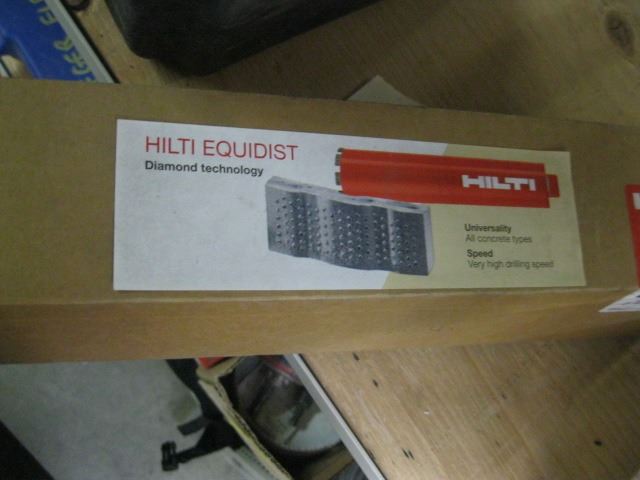 HILTI EQUIDIST
Diamond technology
HILTI
Universality
All concrete types
Speed
Very high drilling speed